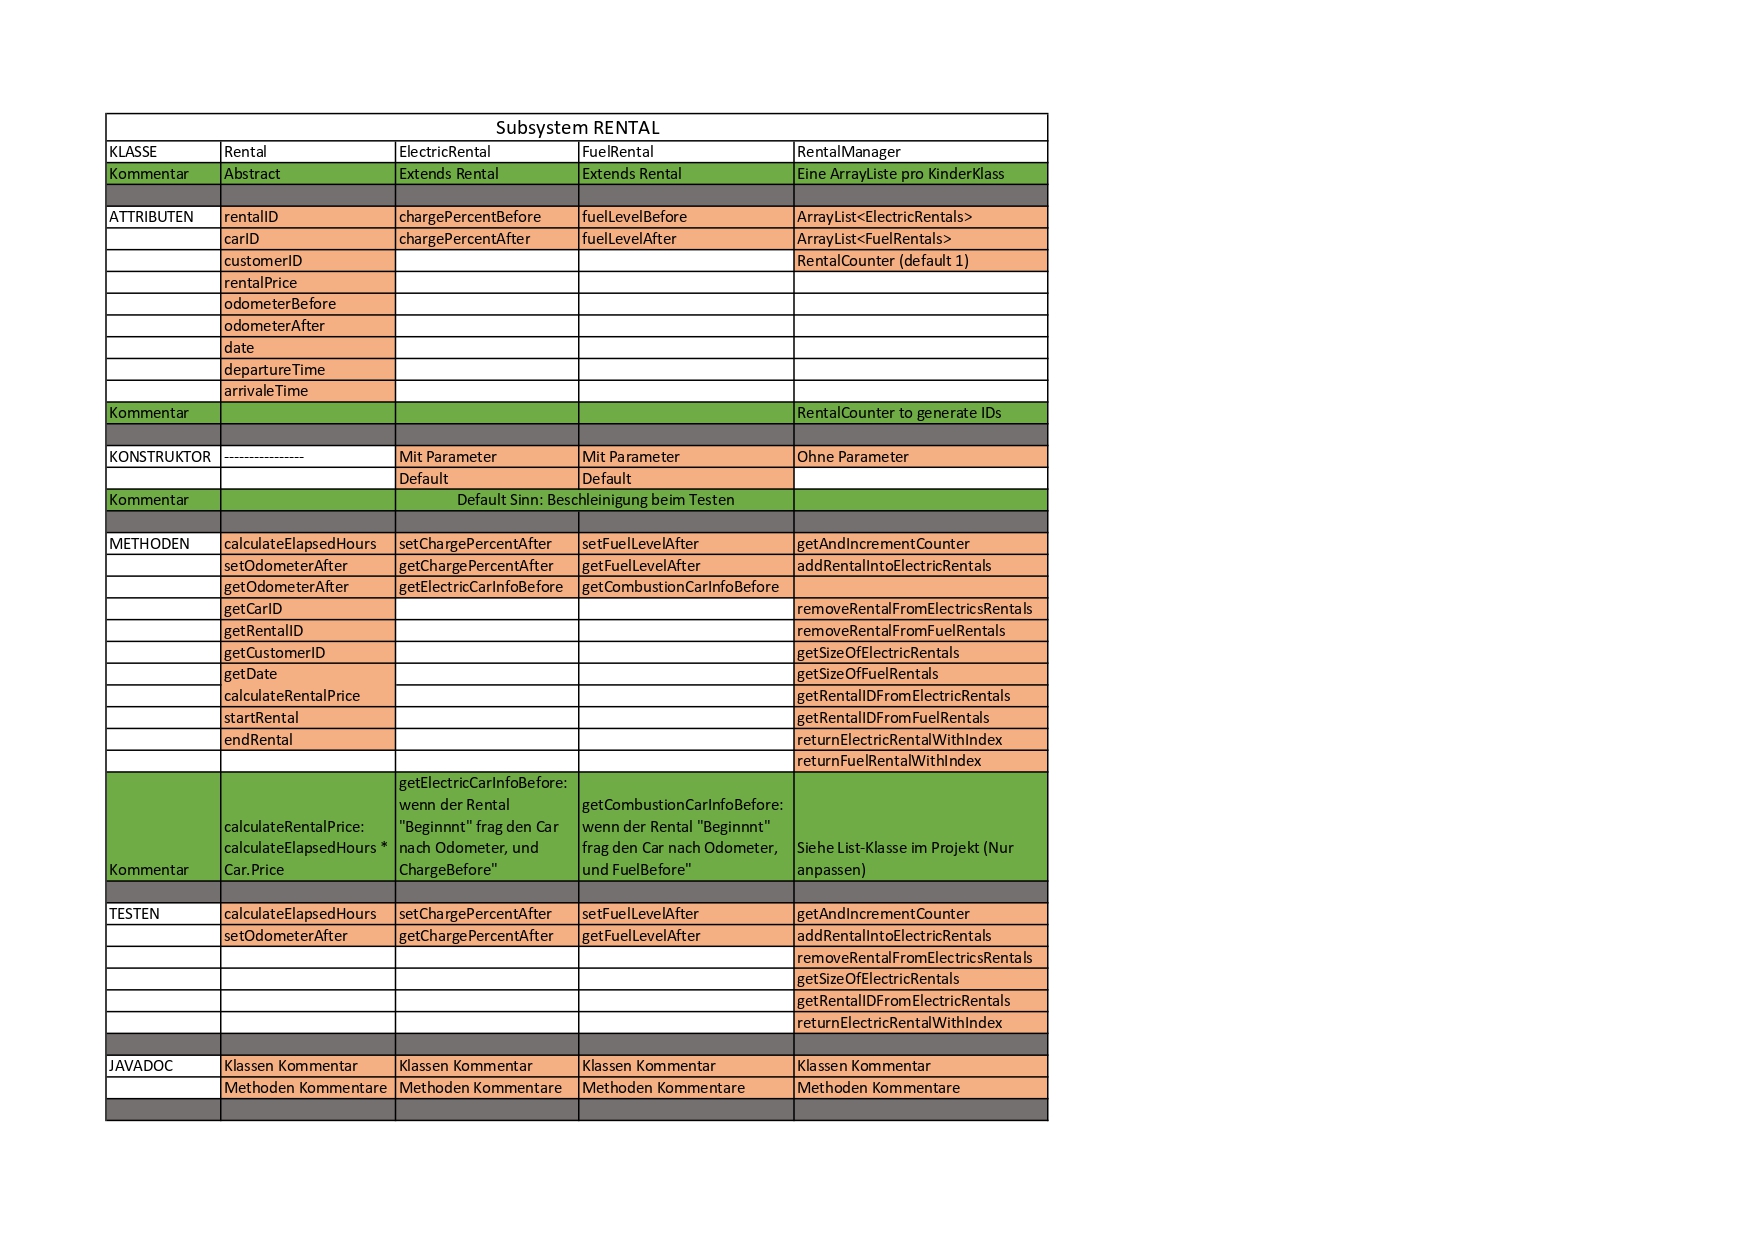 Subsystem RENTAL
KLASSE Rental ElectricRental FuelRental RentalManager
Kommentar Abstract Extends Rental Extends Rental Eine ArrayListe pro KinderKlass
ATTRIBUTEN rentalID chargePercentBefore fuelLevelBefore ArrayList<ElectricRentals>
carID chargePercentAfter fuelLevelAfter ArrayList<FuelRentals>
customerID RentalCounter (default 1)
rentalPrice
odometerBefore
odometerAfter
date
departureTime
arrivaleTime
Kommentar RentalCounter to generate IDs
KONSTRUKTOR ---------------- Mit Parameter Mit Parameter Ohne Parameter
Default Default
Kommentar Default Sinn: Beschleinigung beim Testen
METHODEN calculateElapsedHours setChargePercentAfter setFuelLevelAfter getAndIncrementCounter
setOdometerAfter getChargePercentAfter getFuelLevelAfter addRentalIntoElectricRentals
getOdometerAfter getElectricCarInfoBefore getCombustionCarInfoBefore
getCarID removeRentalFromElectricsRentals
getRentalID removeRentalFromFuelRentals
getCustomerID getSizeOfElectricRentals
getDate getSizeOfFuelRentals
calculateRentalPrice getRentalIDFromElectricRentals
startRental getRentalIDFromFuelRentals
endRental returnElectricRentalWithIndex
returnFuelRentalWithIndex
getElectricCarInfoBefore:
wenn der Rental getCombustionCarInfoBefore:
calculateRentalPrice: "Beginnnt" frag den Car wenn der Rental "Beginnnt"
calculateElapsedHours * nach Odometer, und frag den Car nach Odometer, Siehe List-Klasse im Projekt (Nur
Kommentar Car.Price ChargeBefore" und FuelBefore" anpassen)
TESTEN calculateElapsedHours setChargePercentAfter setFuelLevelAfter getAndIncrementCounter
setOdometerAfter getChargePercentAfter getFuelLevelAfter addRentalIntoElectricRentals
removeRentalFromElectricsRentals
getSizeOfElectricRentals
getRentalIDFromElectricRentals
returnElectricRentalWithIndex
JAVADOC Klassen Kommentar Klassen Kommentar Klassen Kommentar Klassen Kommentar
Methoden Kommentare Methoden Kommentare Methoden Kommentare Methoden Kommentare